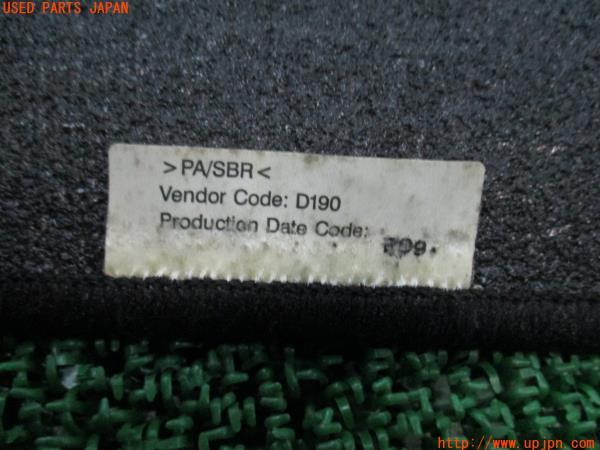 USED PARTS JAPAN
>PA/SBR<
Vendor Code: D190
Production Date Code:
http://www.upjpn.com/